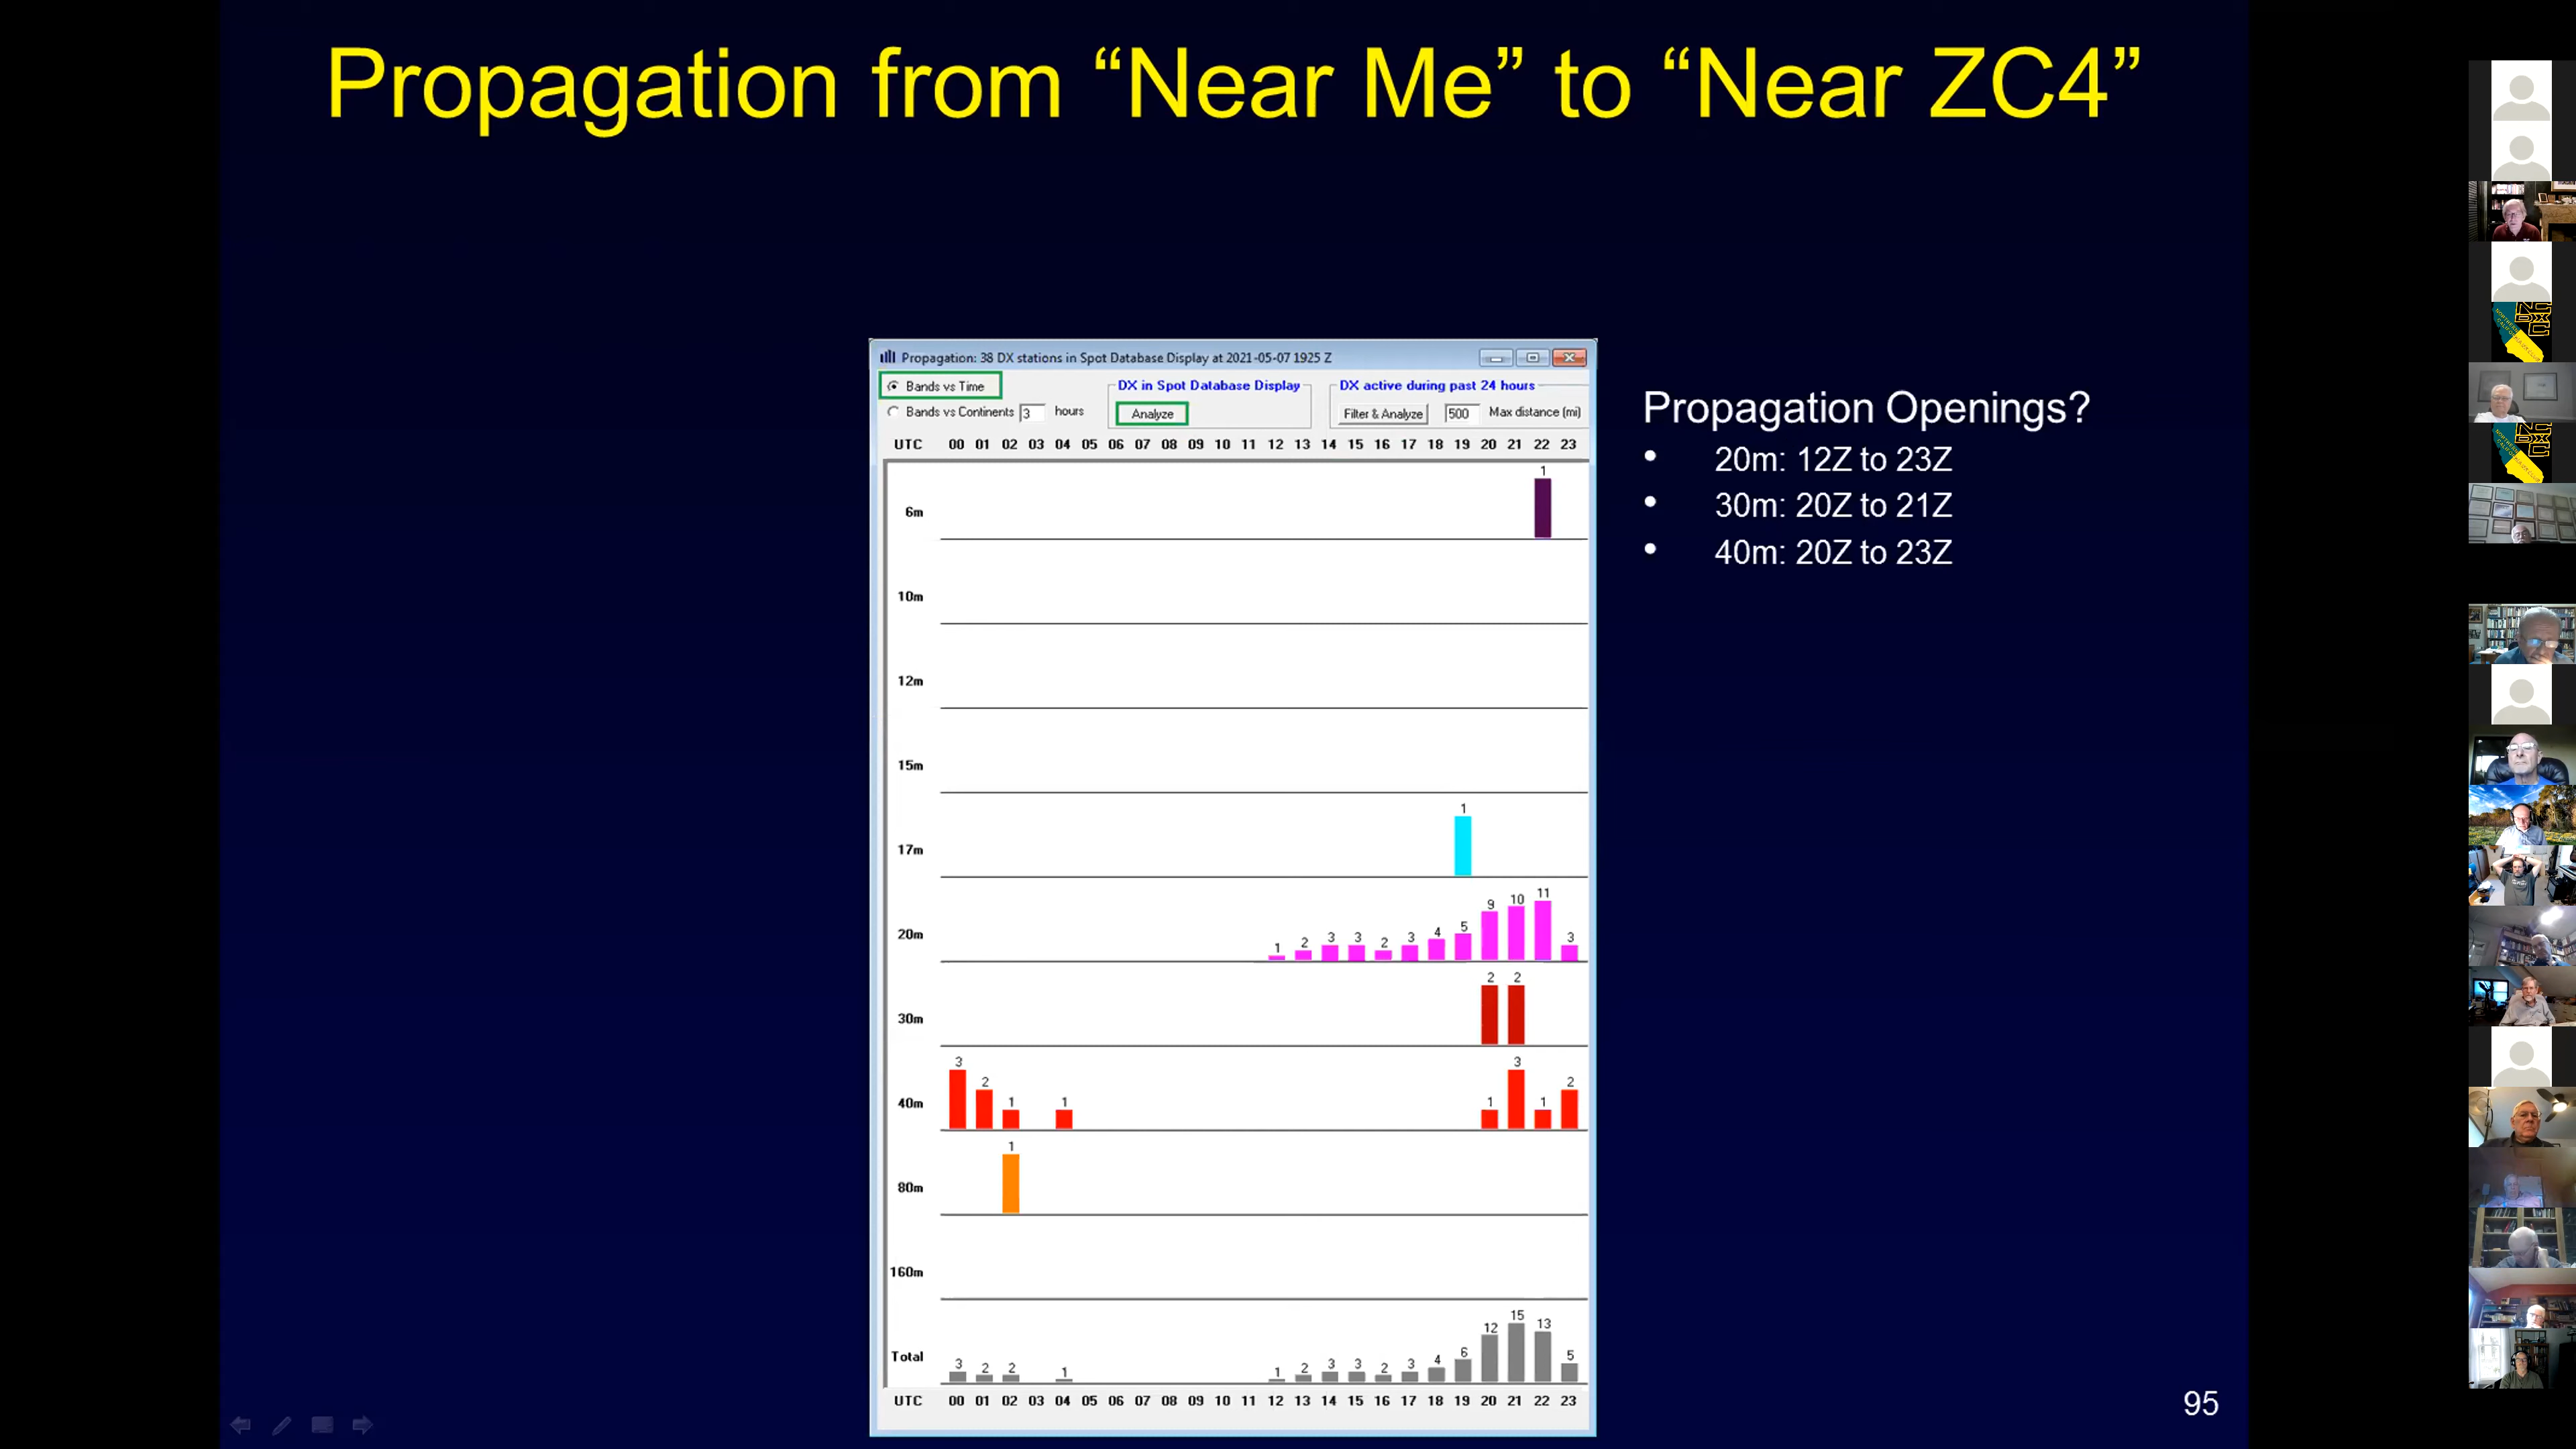 Propagation from “Near Me” to “Near ZC4”
Propagation: 38 DX stations in Spot Database Display at 2021-05-07 1925 Z
Bands vs Time
Bands vs Continents 3 hours
DX in Spot Database Display
Analyze
DX active during past 24 hours
Filter & Analyze 500 Max distance (mi)
UTC 00 01 02 03 04 05 06 07 08 09 10 11 12 13 14 15 16 17 18 19 20 21 22 23
1
6m
10m
12m
15m
1
17m
1 2 3 3 2 3 4 5 9 10 11 3
20m
2 2
30m
3 2 1 1 1 3 1 2
40m
1
80m
160m
3 2 2 1 1 2 3 3 2 3 4 6 12 15 13 5
Total
UTC 00 01 02 03 04 05 06 07 08 09 10 11 12 13 14 15 16 17 18 19 20 21 22 23
Propagation Openings?
• 20m: 12Z to 23Z
• 30m: 20Z to 21Z
• 40m: 20Z to 23Z
95